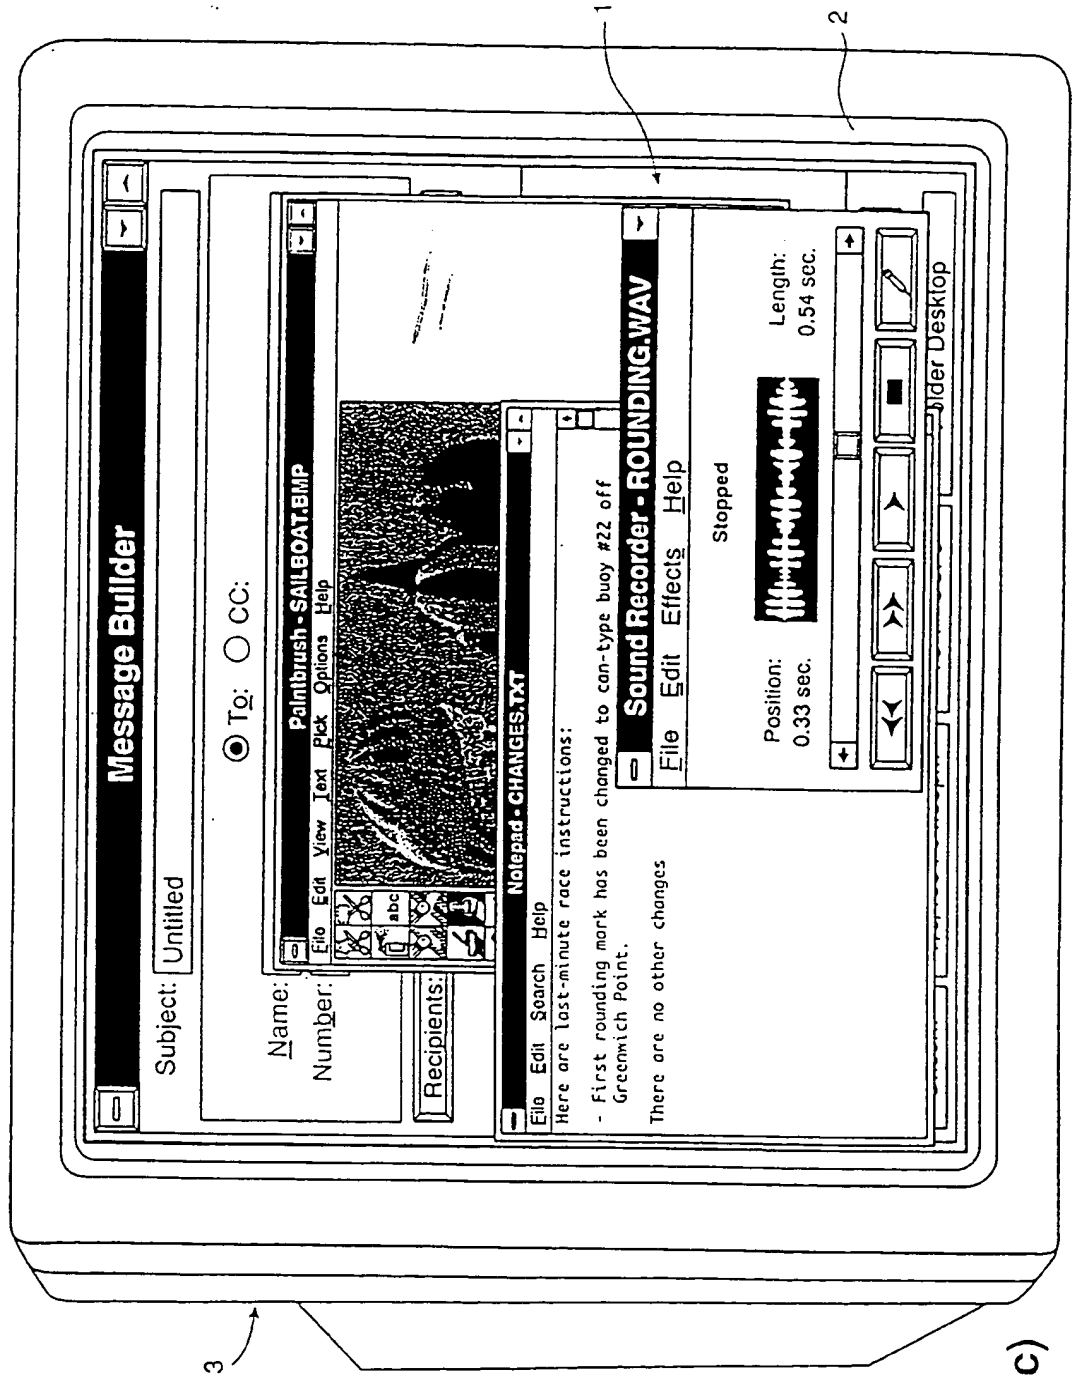 Message Builder
Subject: Untitled
To: CC:
Name:
Number:
Recipients:
Paintbrush - SAILBOAT.BMP
File Edit View Text Pick Options Help
abc
Notepad - CHANGES.TXT
File Edit Search Help
Here are last-minute race instructions:
- First rounding mark has been changed to can-type buoy #22 off
Greenwich Point.
There are no other changes
Sound Recorder - ROUNDING.WAV
File Edit Effects Help
Stopped
Position:
0.33 sec.
Length:
0.54 sec.
older Desktop
1
2
3
c)